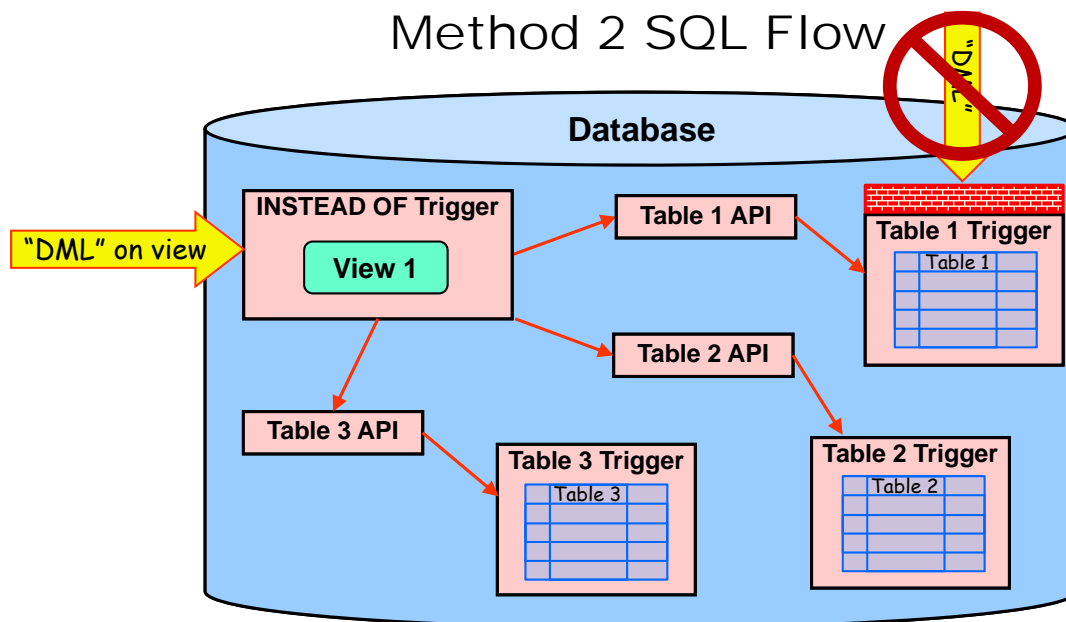 Method 2 SQL Flow
"DML"
Database
INSTEAD OF Trigger
View 1
"DML" on view
Table 1 API
Table 1 Trigger
Table 1
Table 2 API
Table 3 API
Table 3 Trigger
Table 3
Table 2 Trigger
Table 2